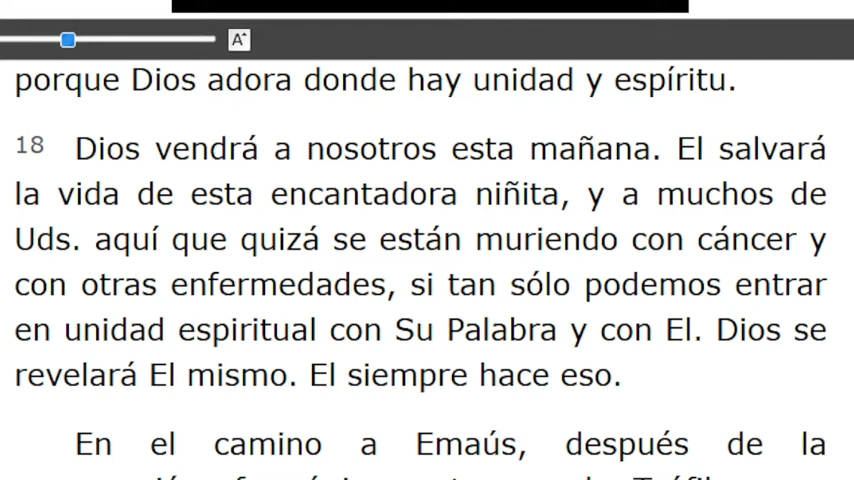 A
porque Dios adora donde hay unidad y espíritu.
18 Dios vendrá a nosotros esta mañana. El salvará
la vida de esta encantadora niñita, y a muchos de
Uds. aquí que quizá se están muriendo con cáncer y
con otras enfermedades, si tan sólo podemos entrar
en unidad espiritual con Su Palabra y con El. Dios se
revelará El mismo. El siempre hace eso.
En el camino a Emaús, después de la